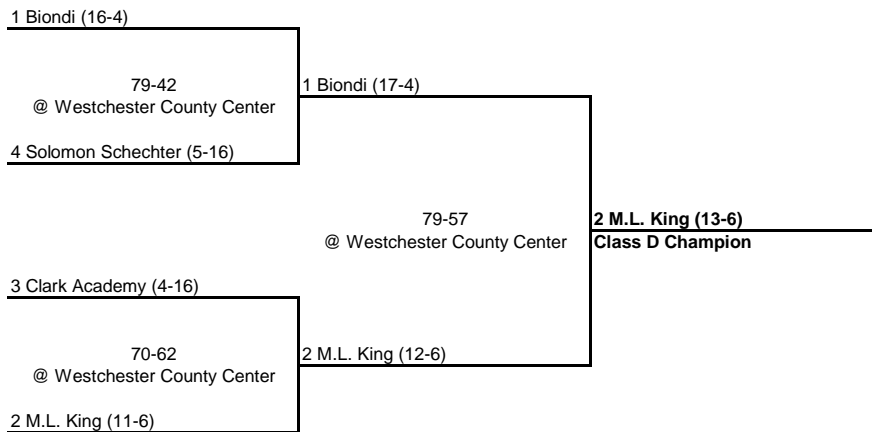 1 Biondi (16-4)
79-42
@ Westchester County Center
1 Biondi (17-4)
4 Solomon Schechter (5-16)
79-57
@ Westchester County Center
2 M.L. King (13-6)
Class D Champion
3 Clark Academy (4-16)
70-62
@ Westchester County Center
2 M.L. King (12-6)
2 M.L. King (11-6)